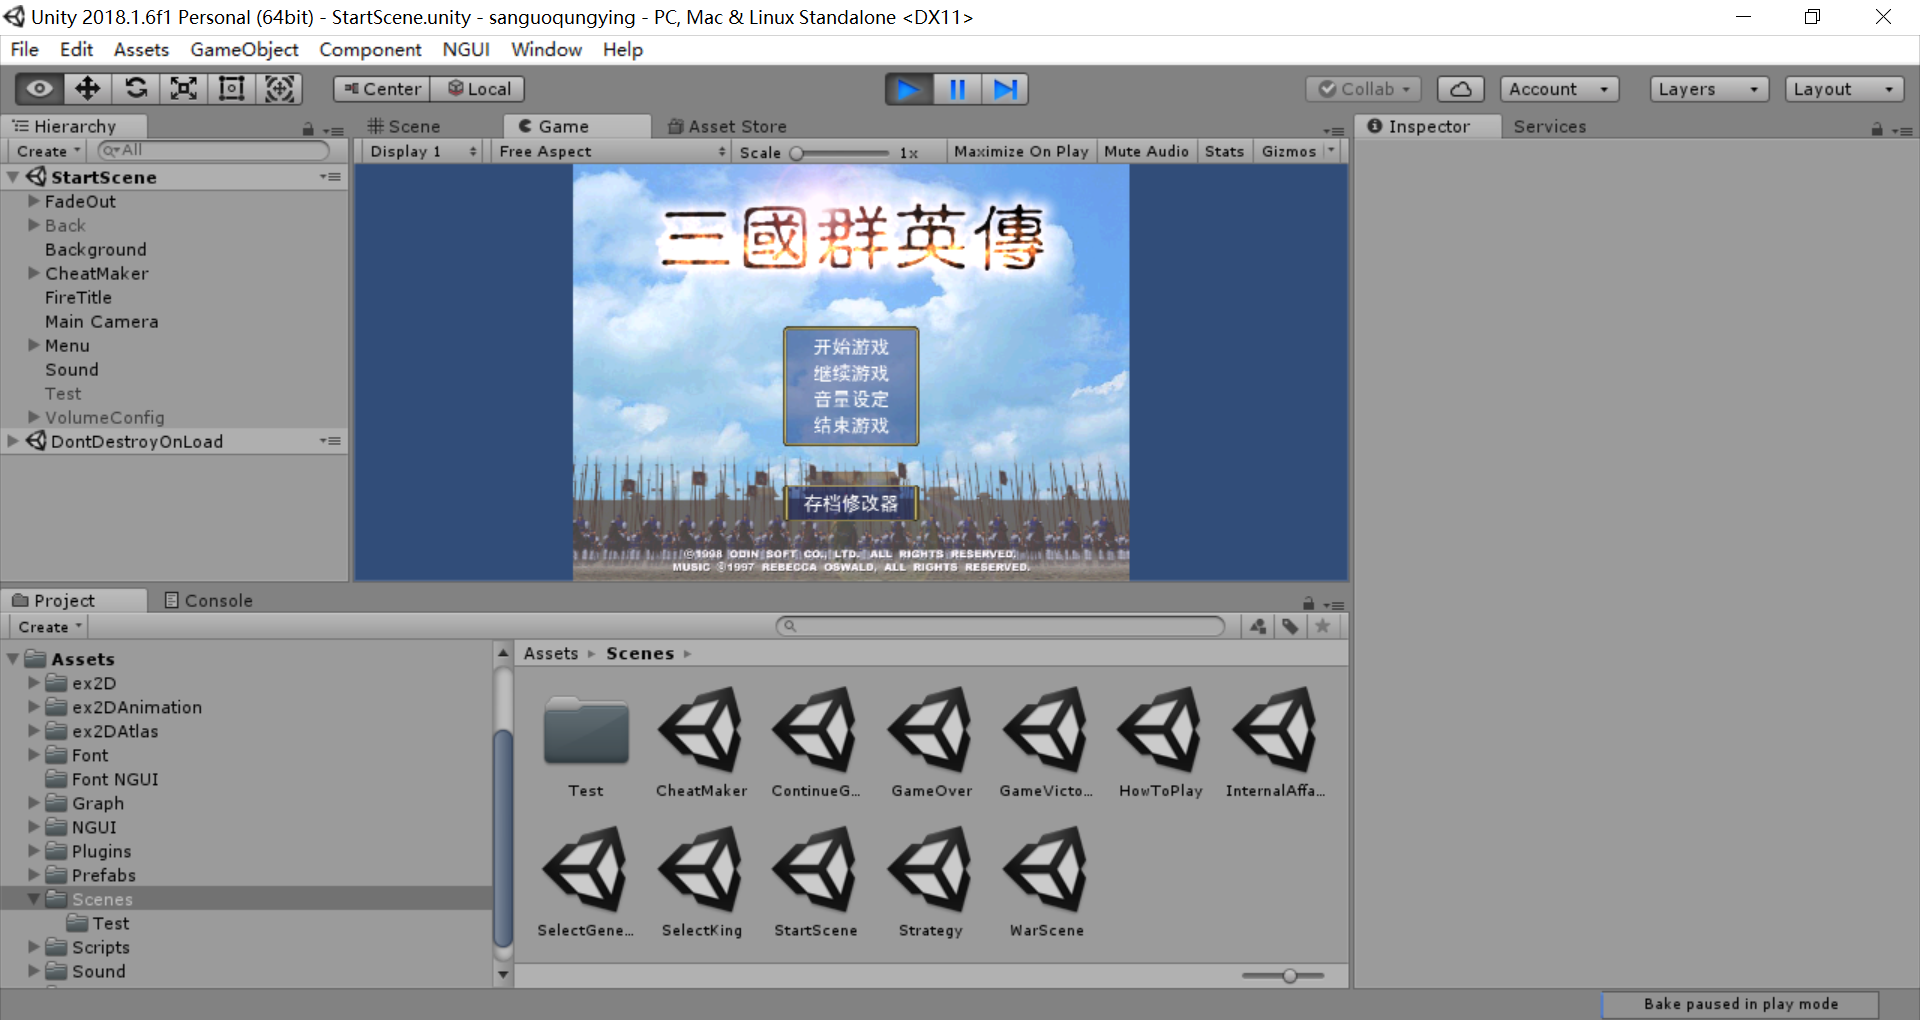 Unity 2018.1.6f1 Personal (64bit) - StartScene.unity - sanguoqungying - PC, Mac & Linux Standalone <DX11>
File Edit Assets GameObject Component NGUI Window Help
Center Local Collab Account Layers Layout
Hierarchy
Create All
StartScene
FadeOut
Back
Background
CheatMaker
FireTitle
Main Camera
Menu
Sound
Test
VolumeConfig
DontDestroyOnLoad
Scene Game Asset Store
Display 1 Free Aspect Scale 1x Maximize On Play Mute Audio Stats Gizmos
三國群英傳
开始游戏
继续游戏
音量设定
结束游戏
存档修改器
©1998 ODIN SOFT CO., LTD. ALL RIGHTS RESERVED.
MUSIC ©1997 REBECCA OSWALD, ALL RIGHTS RESERVED.
Inspector Services
Project Console
Create
Assets
ex2D
ex2DAnimation
ex2DAtlas
Font
Font NGUI
Graph
NGUI
Plugins
Prefabs
Scenes
Test
Scripts
Sound
Assets Scenes
Test CheatMaker ContinueG... GameOver GameVicto... HowToPlay InternalAffa...
SelectGene... SelectKing StartScene Strategy WarScene
Bake paused in play mode